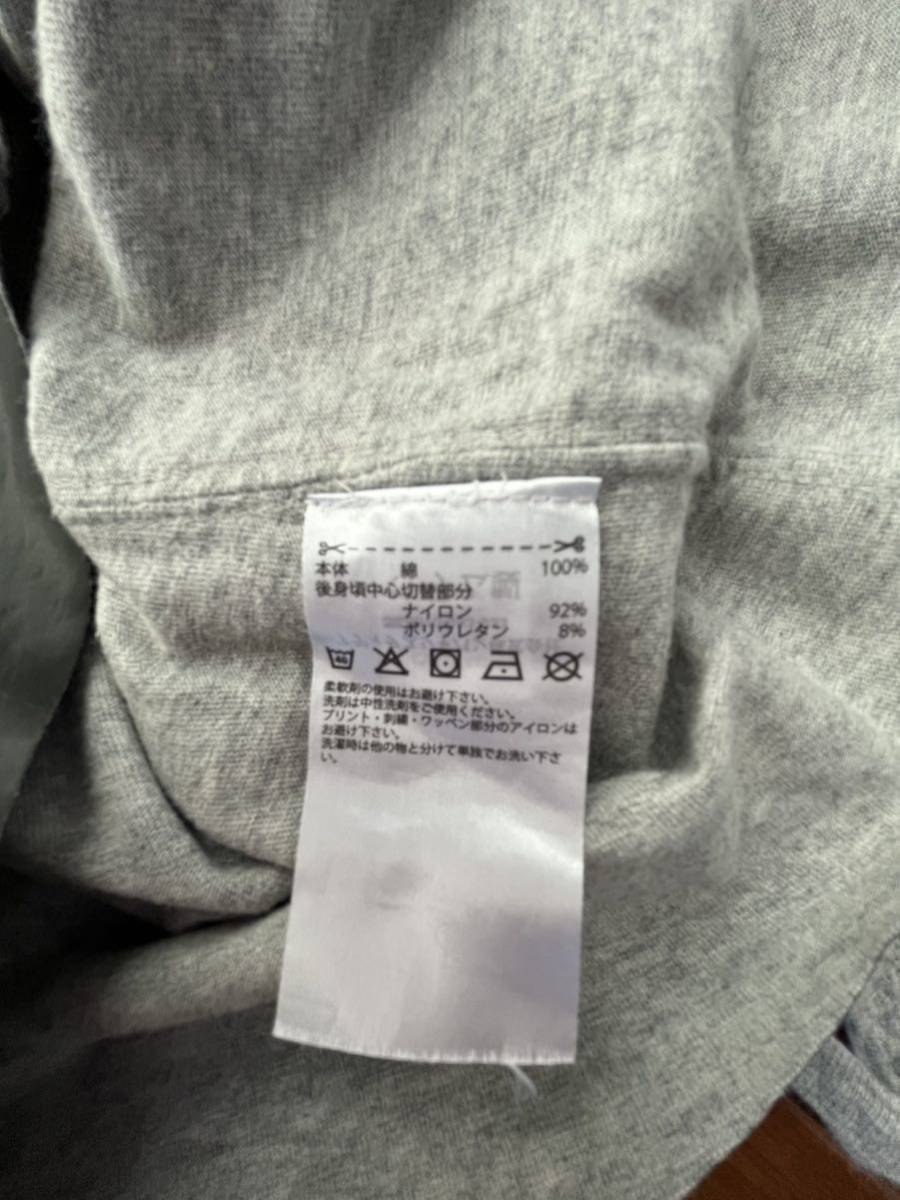 本体 綿 100%
後身頃中心切替部分
ナイロン 92%
ポリウレタン 8%
40
柔軟剤の使用はお避け下さい。
洗剤は中性洗剤をご使用ください。
プリント・刺繍・ワッペン部分のアイロンは
お避け下さい。
洗濯時は他の物と分けて単独でお洗い下さ
い。